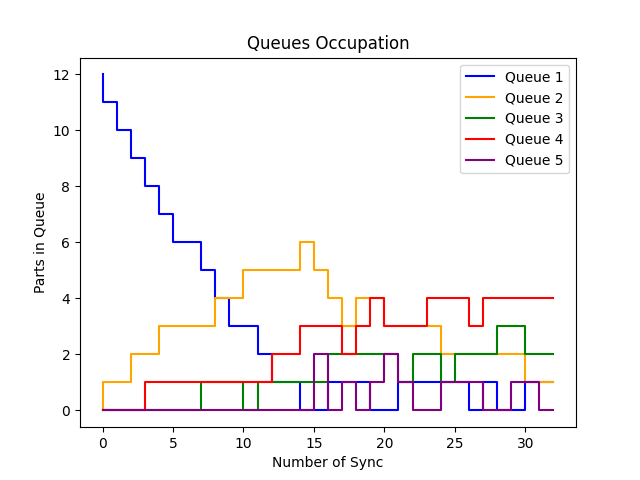 Queues Occupation
Queue 1
Queue 2
Queue 3
Queue 4
Queue 5
Parts in Queue
12
10
8
6
4
2
0
0 5 10 15 20 25 30
Number of Sync